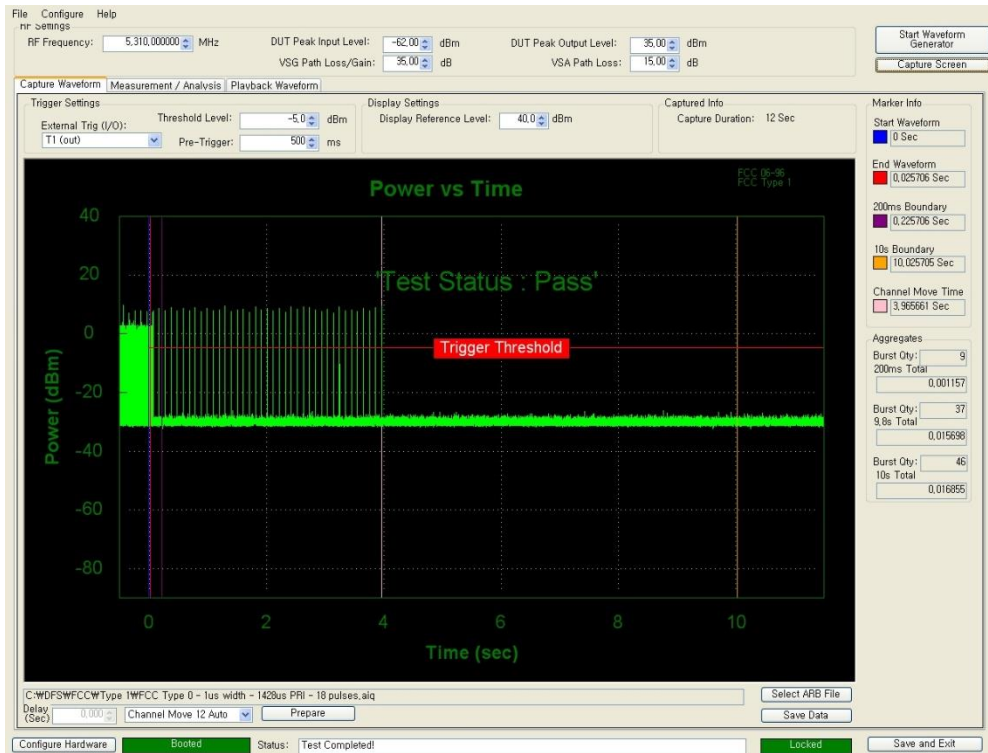 File Configure Help
RF Settings
RF Frequency: 5,310,000000 MHz DUT Peak Input Level: -62,00 dBm DUT Peak Output Level: 35,00 dBm
VSG Path Loss/Gain: 35,00 dB VSA Path Loss: 15,00 dB
Start Waveform Generator
Capture Screen
Capture Waveform Measurement / Analysis Playback Waveform
Trigger Settings
External Trig (I/O): Threshold Level: -5,0 dBm
T1 (out) Pre-Trigger: 500 ms
Display Settings
Display Reference Level: 40,0 dBm
Captured Info
Capture Duration: 12 Sec
FCC 06-96
FCC Type 1
Power vs Time
'Test Status : Pass'
Trigger Threshold
Power (dBm)
40
20
0
-20
-40
-60
-80
0 2 4 6 8 10
Time (sec)
Marker Info
Start Waveform
0 Sec
End Waveform
0,025706 Sec
200ms Boundary
0,225706 Sec
10s Boundary
10,025705 Sec
Channel Move Time
3,965661 Sec
Aggregates
Burst Qty: 9
200ms Total
0,001157
Burst Qty: 37
9,8s Total
0,015698
Burst Qty: 46
10s Total
0,016855
C:₩DFS₩FCC₩Type 1₩FCC Type 0 - 1us width - 1428us PRI - 18 pulses,aiq
Select ARB File
Delay (Sec) 0,000 Channel Move 12 Auto Prepare
Save Data
Configure Hardware Booted Status: Test Completed! Locked Save and Exit